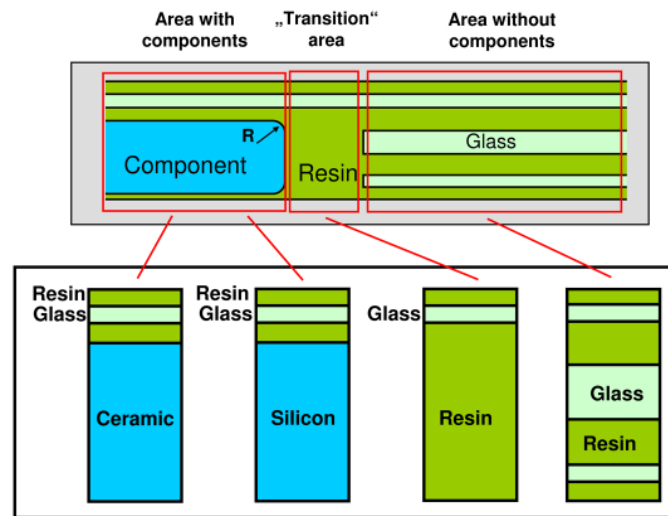 Area with
components
„Transition“
area
Area without
components
R
Component
Resin
Glass
Resin
Glass
Ceramic
Resin
Glass
Silicon
Glass
Resin
Glass
Resin